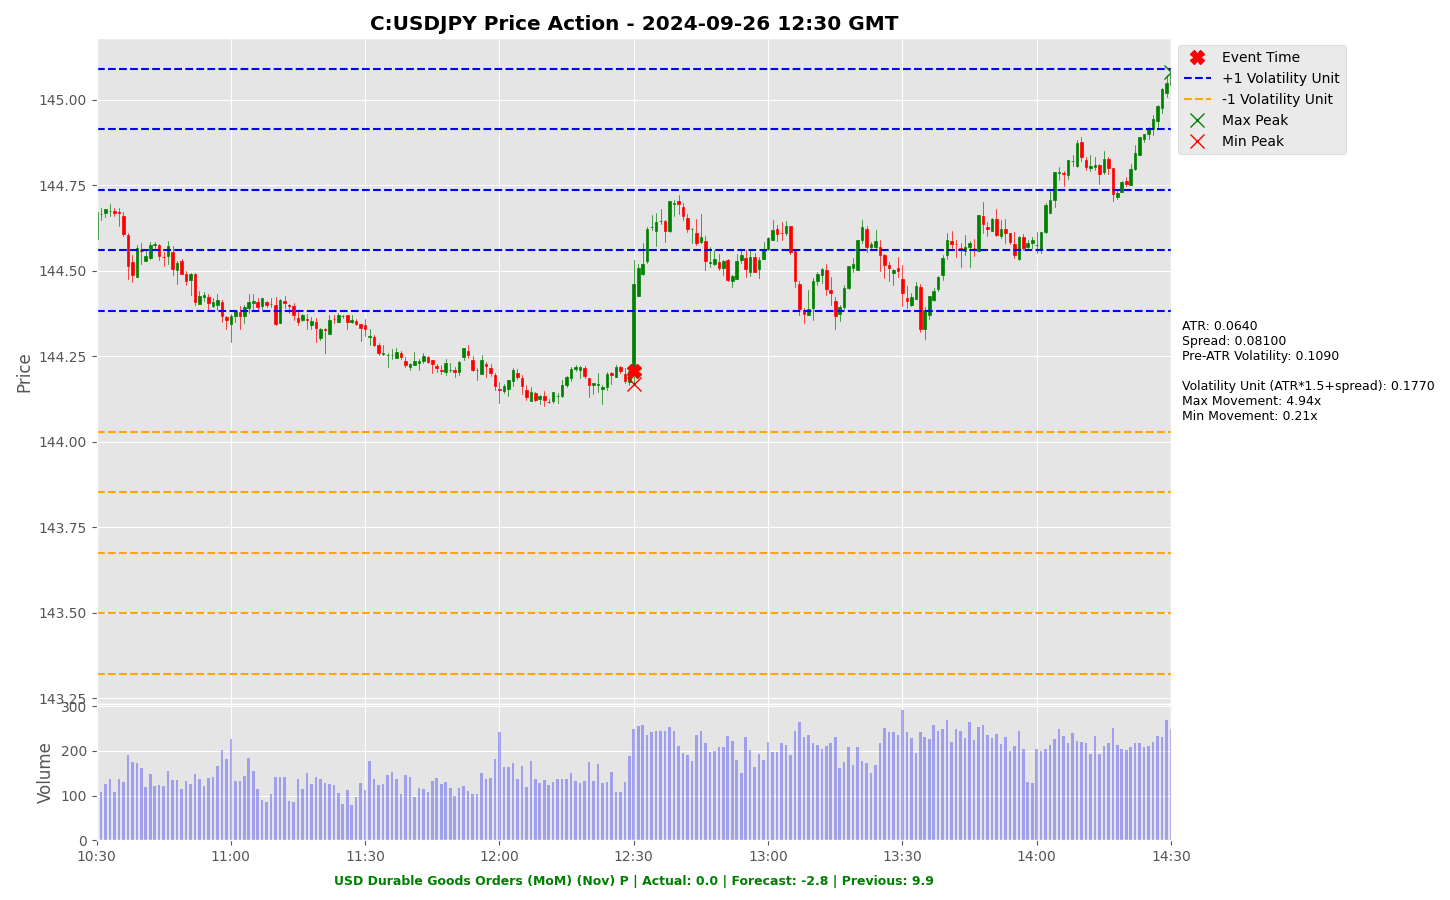 C:USDJPY Price Action - 2024-09-26 12:30 GMT
Event Time
+1 Volatility Unit
-1 Volatility Unit
Max Peak
Min Peak
Price
145.00
144.75
144.50
144.25
144.00
143.75
143.50
143.25
ATR: 0.0640
Spread: 0.08100
Pre-ATR Volatility: 0.1090
Volatility Unit (ATR*1.5+spread): 0.1770
Max Movement: 4.94x
Min Movement: 0.21x
Volume
300
200
100
0
10:30 11:00 11:30 12:00 12:30 13:00 13:30 14:00 14:30
USD Durable Goods Orders (MoM) (Nov) P | Actual: 0.0 | Forecast: -2.8 | Previous: 9.9